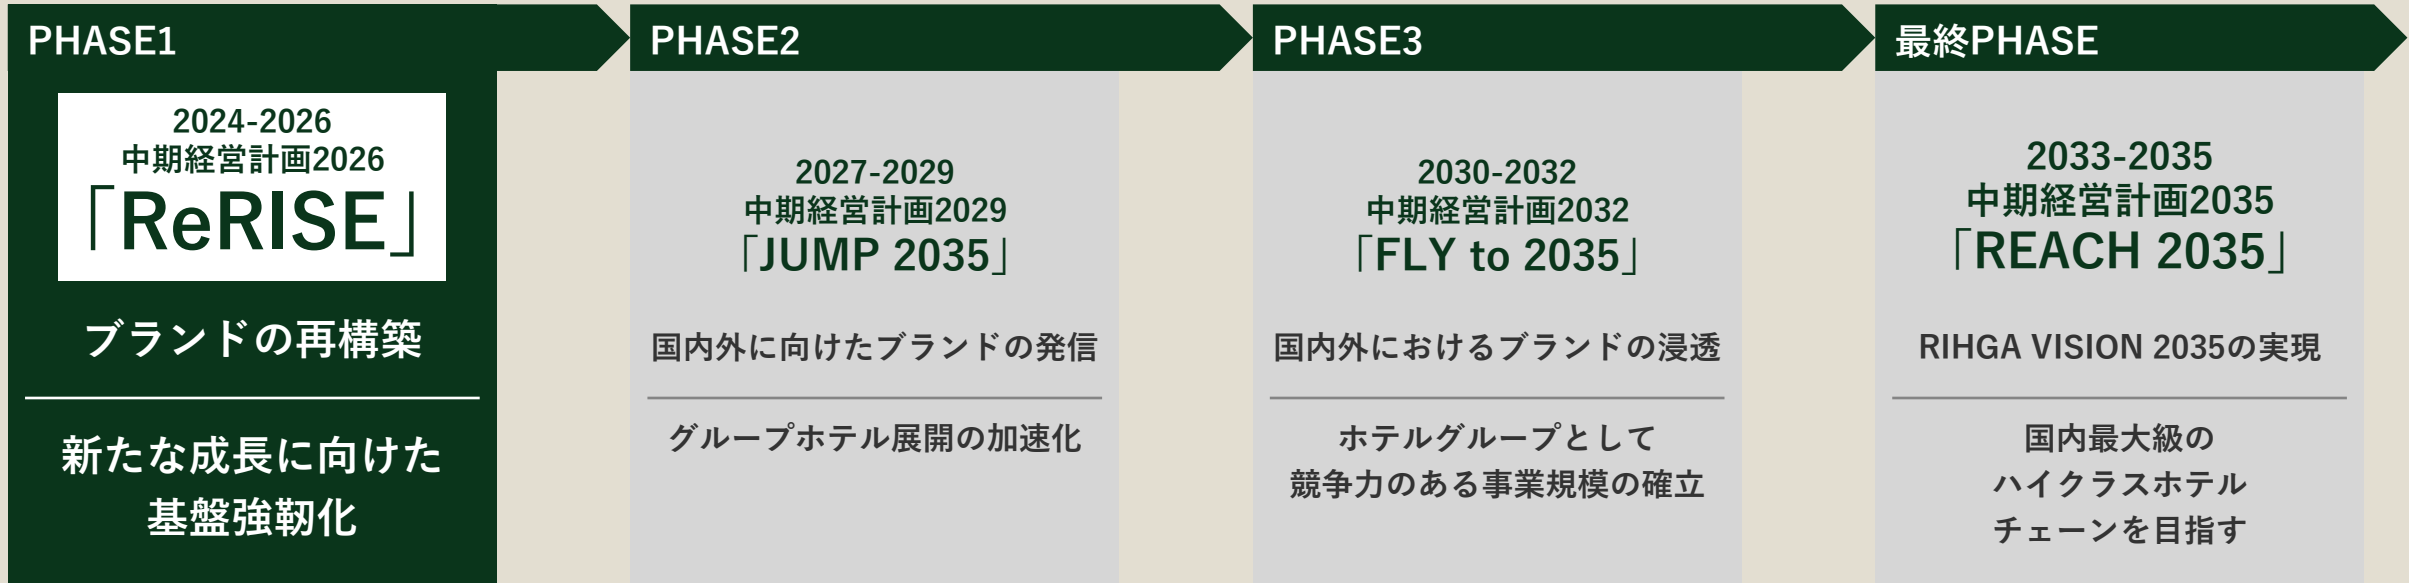 PHASE1
2024-2026
中期経営計画2026
「ReRISE」
ブランドの再構築
新たな成長に向けた
基盤強靭化
PHASE2
2027-2029
中期経営計画2029
「JUMP 2035」
国内外に向けたブランドの発信
グループホテル展開の加速化
PHASE3
2030-2032
中期経営計画2032
「FLY to 2035」
国内外におけるブランドの浸透
ホテルグループとして
競争力のある事業規模の確立
最終PHASE
2033-2035
中期経営計画2035
「REACH 2035」
RIHGA VISION 2035の実現
国内最大級の
ハイクラスホテル
チェーンを目指す